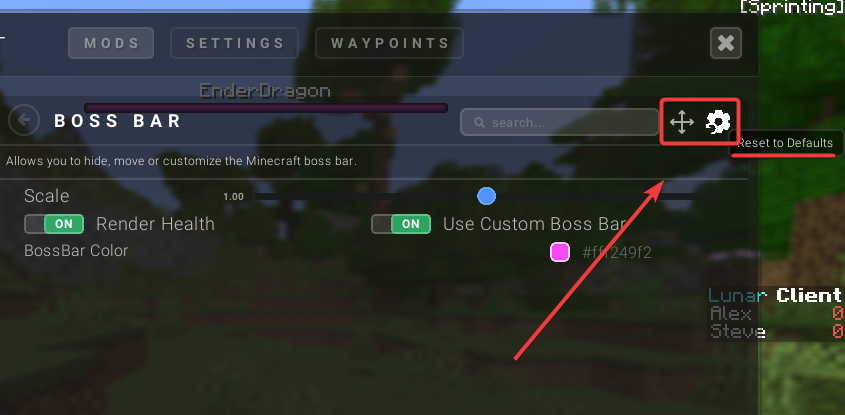 [Sprinting]
MODS SETTINGS WAYPOINTS
EnderDragon
BOSS BAR
search...
Reset to Defaults
Allows you to hide, move or customize the Minecraft boss bar.
Scale 1.00
ON Render Health ON Use Custom Boss Bar
BossBar Color #fff249f2
Lunar Client
Alex 0
Steve 0